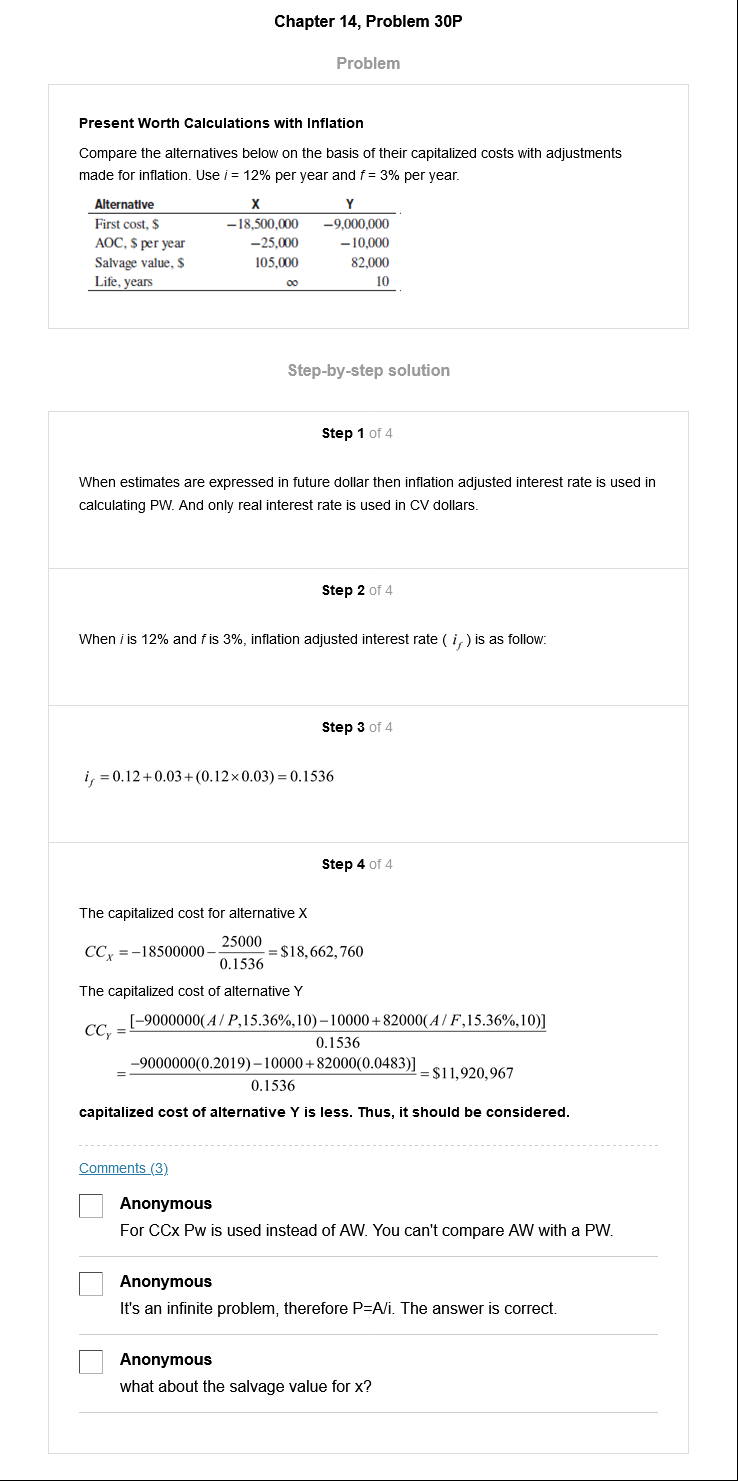 Chapter 14, Problem 30P
Problem
Present Worth Calculations with Inflation
Compare the alternatives below on the basis of their capitalized costs with adjustments
made for inflation. Use i = 12% per year and f = 3% per year.
Alternative X Y
First cost, $ −18,500,000 −9,000,000
AOC, $ per year −25,000 −10,000
Salvage value, $ 105,000 82,000
Life, years ∞ 10
Step-by-step solution
Step 1 of 4
When estimates are expressed in future dollar then inflation adjusted interest rate is used in
calculating PW. And only real interest rate is used in CV dollars.
Step 2 of 4
When i is 12% and f is 3%, inflation adjusted interest rate ( i_f ) is as follow:
Step 3 of 4
i_f = 0.12 + 0.03 + (0.12 × 0.03) = 0.1536
Step 4 of 4
The capitalized cost for alternative X
CC_X = −18500000 − 25000/0.1536 = $18,662,760
The capitalized cost of alternative Y
CC_Y = [−9000000(A / P,15.36%,10) − 10000 + 82000(A / F,15.36%,10)]/0.1536
= −9000000(0.2019) − 10000 + 82000(0.0483)]/0.1536 = $11,920,967
capitalized cost of alternative Y is less. Thus, it should be considered.
Comments (3)
Anonymous
For CCx Pw is used instead of AW. You can't compare AW with a PW.
Anonymous
It's an infinite problem, therefore P=A/i. The answer is correct.
Anonymous
what about the salvage value for x?